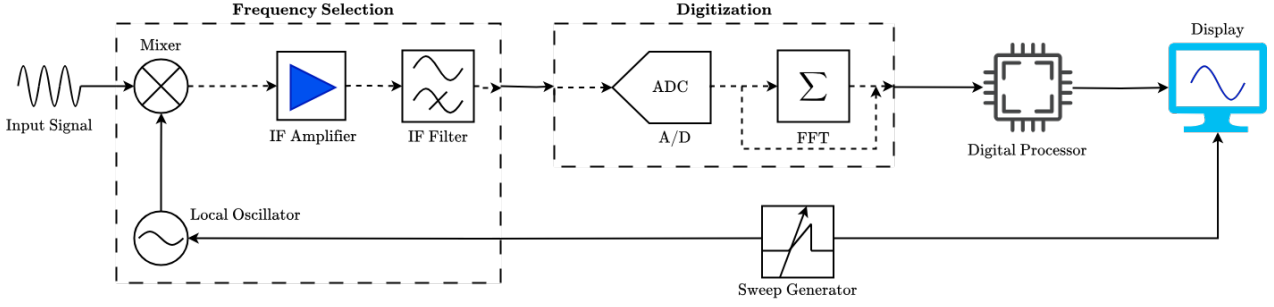 Frequency Selection
Digitization
Mixer
Display
ADC
Σ
Input Signal
IF Amplifier
IF Filter
A/D
FFT
Digital Processor
Local Oscillator
Sweep Generator